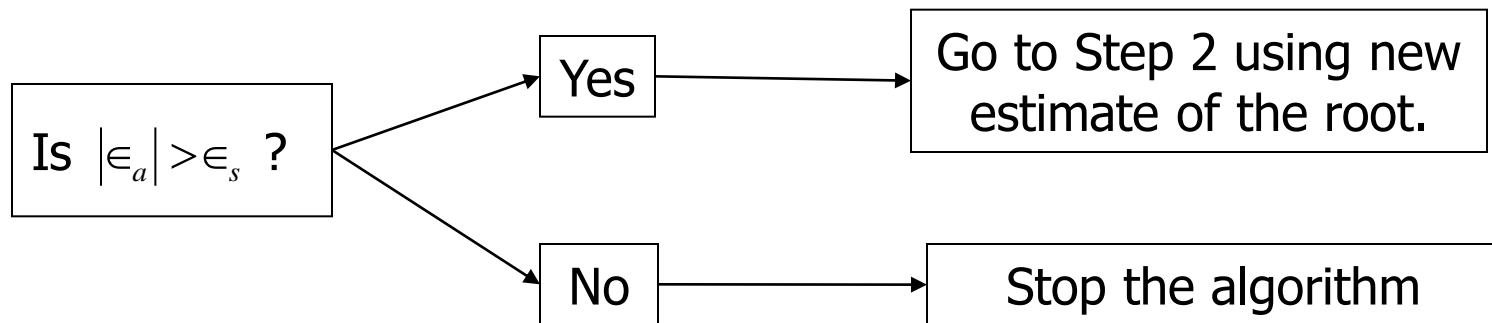 Is |∈a| >∈s ?
Yes
Go to Step 2 using new
estimate of the root.
No
Stop the algorithm